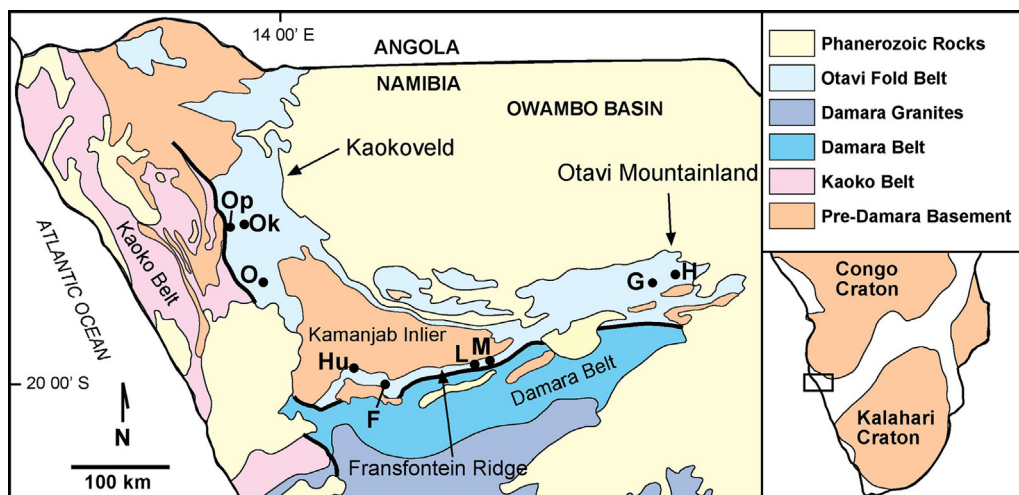 14 00' E
ANGOLA
NAMIBIA
OWAMBO BASIN
Kaokoveld
Otavi Mountainland
Op
Ok
O
G
H
ATLANTIC OCEAN
Kaoko Belt
Kamanjab Inlier
Hu
L
M
F
20 00' S
N
100 km
Damara Belt
Fransfontein Ridge
Phanerozoic Rocks
Otavi Fold Belt
Damara Granites
Damara Belt
Kaoko Belt
Pre-Damara Basement
Congo
Craton
Kalahari
Craton